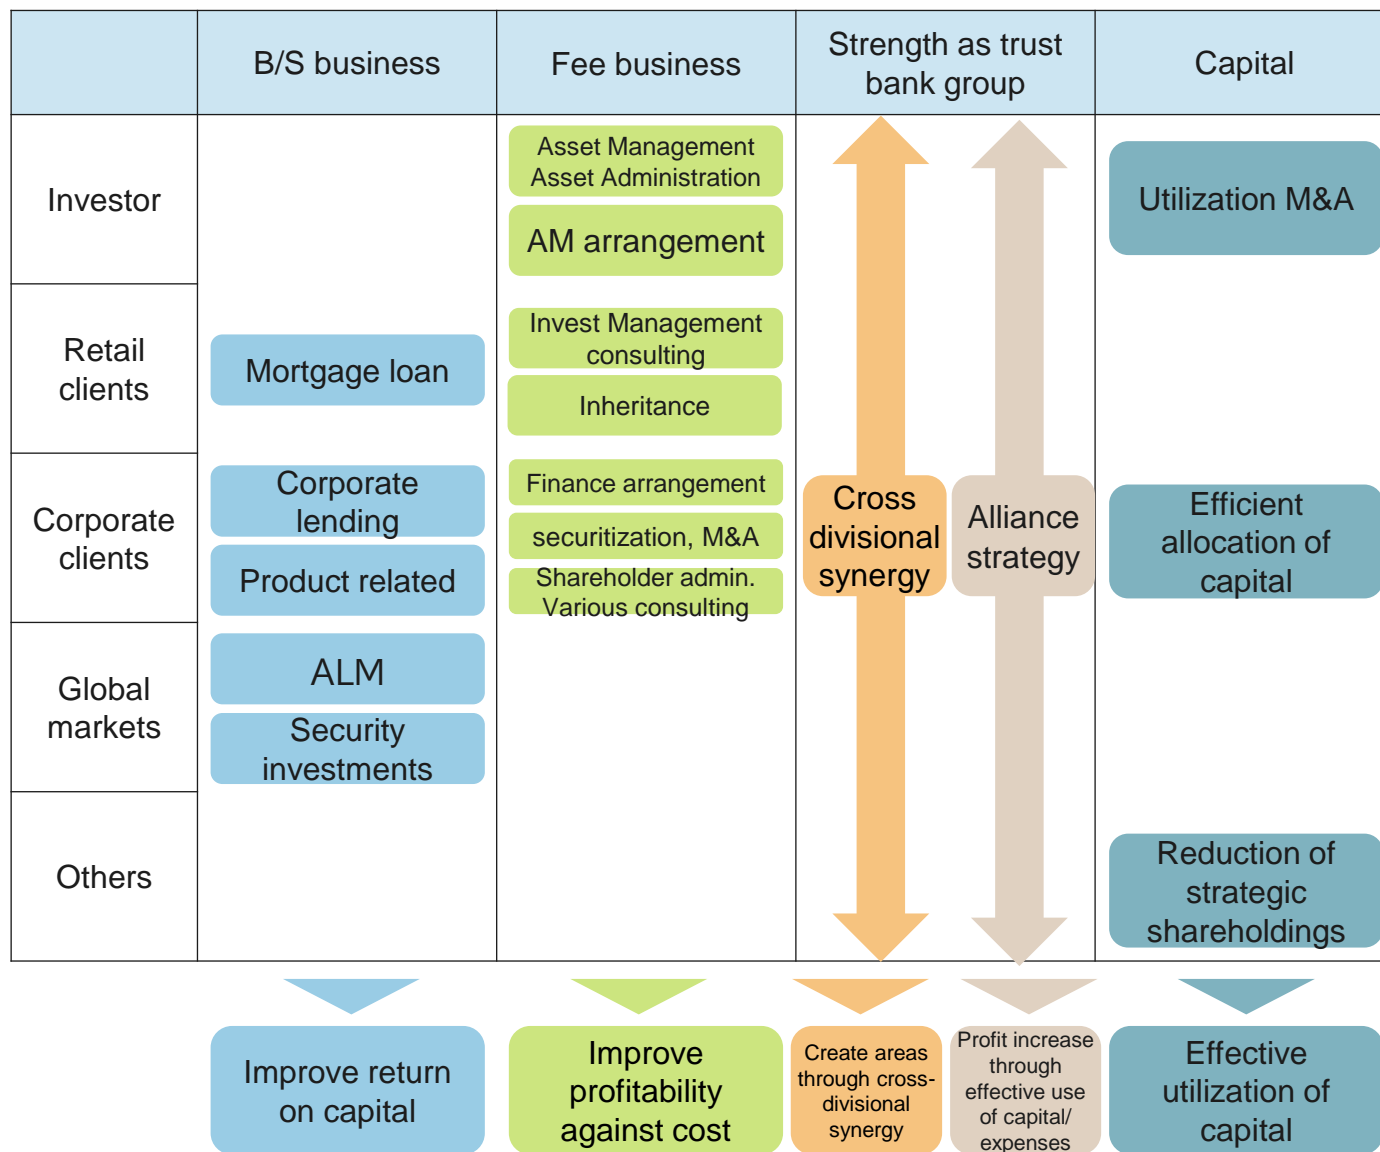 B/S business
Fee business
Strength as trust
bank group
Capital
Investor
Asset Management
Asset Administration
AM arrangement
Utilization M&A
Retail
clients
Mortgage loan
Invest Management
consulting
Inheritance
Corporate
clients
Corporate
lending
Product related
Finance arrangement
securitization, M&A
Shareholder admin.
Various consulting
Cross
divisional
synergy
Alliance
strategy
Efficient
allocation of
capital
Global
markets
ALM
Security
investments
Others
Reduction of
strategic
shareholdings
Improve return
on capital
Improve
profitability
against cost
Create areas
through cross-
divisional
synergy
Profit increase
through
effective use
of capital/
expenses
Effective
utilization of
capital